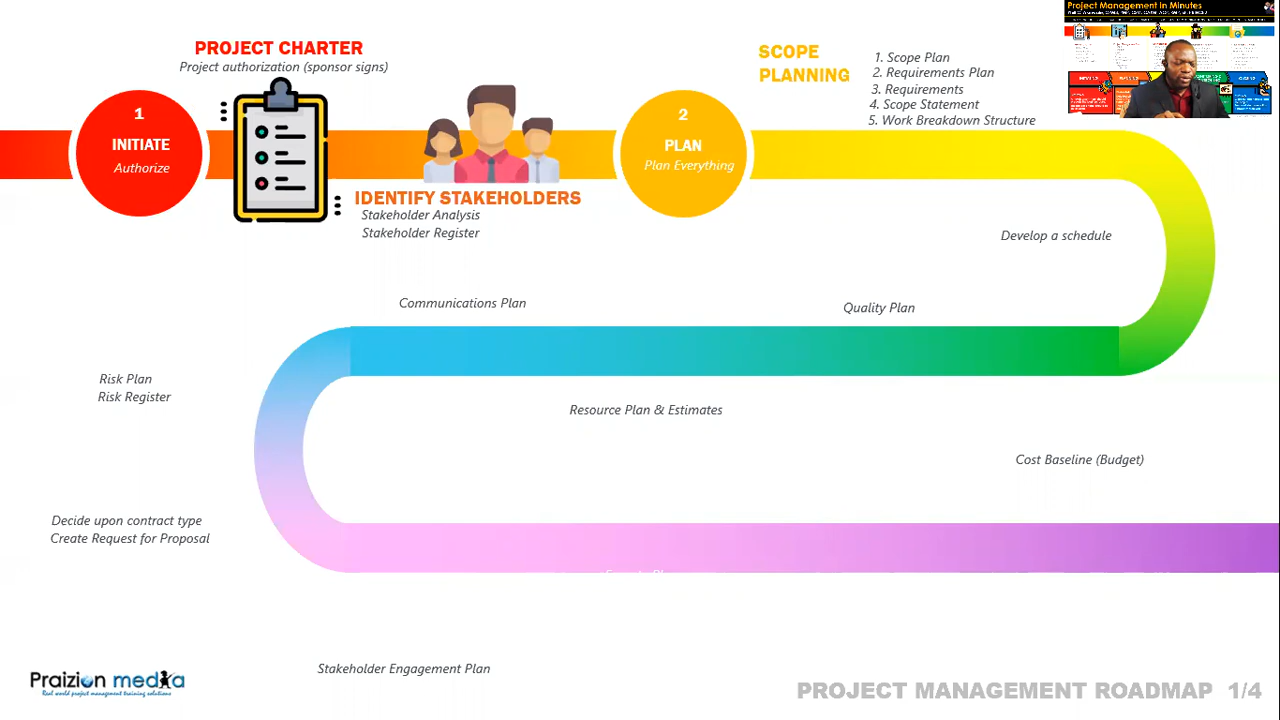 Project Management in Minutes
PROJECT CHARTER
Project authorization (sponsor signs)
SCOPE
PLANNING
1. Scope Plan
2. Requirements Plan
3. Requirements
4. Scope Statement
5. Work Breakdown Structure
1
INITIATE
Authorize
2
PLAN
Plan Everything
IDENTIFY STAKEHOLDERS
Stakeholder Analysis
Stakeholder Register
Develop a schedule
Communications Plan
Quality Plan
Risk Plan
Risk Register
Resource Plan & Estimates
Cost Baseline (Budget)
Decide upon contract type
Create Request for Proposal
Stakeholder Engagement Plan
Praizion media
Real world project management training solutions
PROJECT MANAGEMENT ROADMAP 1/4